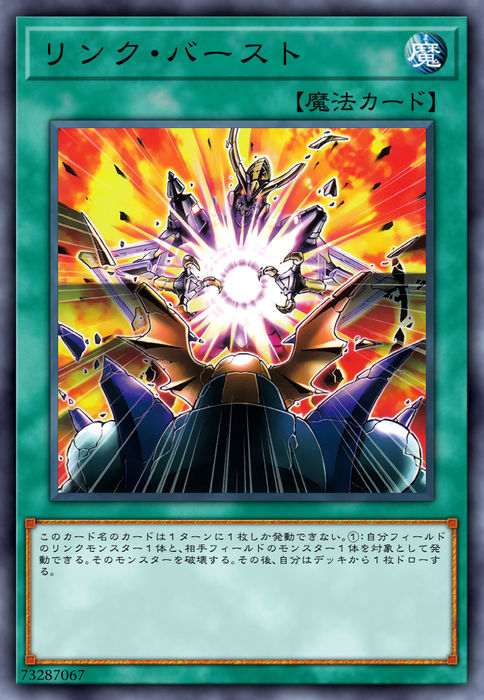 リンク・バースト
魔
【魔法カード】
このカード名のカードは1ターンに1枚しか発動できない。①:自分フィールド
のリンクモンスター1体と、相手フィールドのモンスター1体を対象として発
動できる。そのモンスターを破壊する。その後、自分はデッキから1枚ドローす
る。
73287067